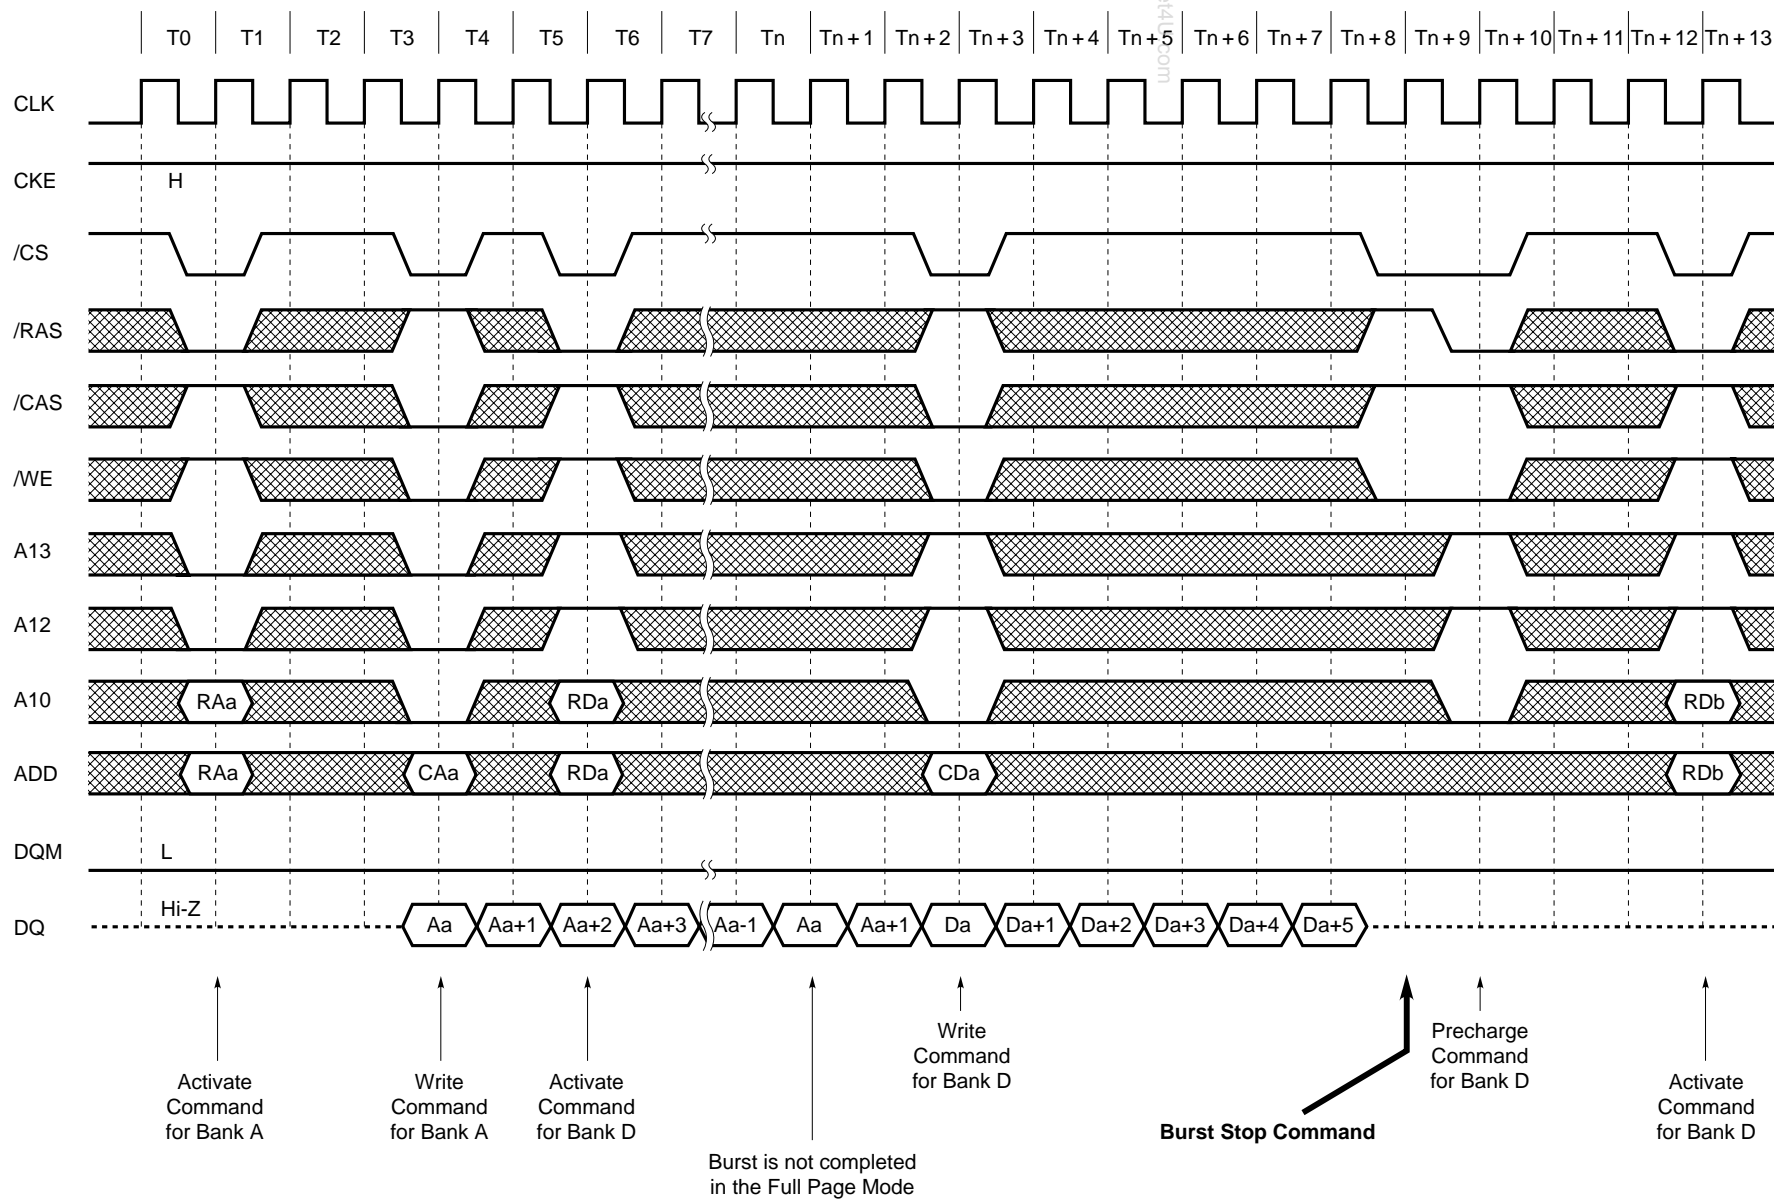 et4U.com
T0 T1 T2 T3 T4 T5 T6 T7 Tn Tn + 1 Tn + 2 Tn + 3 Tn + 4 Tn + 5 Tn + 6 Tn + 7 Tn + 8 Tn + 9 Tn + 10 Tn + 11 Tn + 12 Tn + 13
CLK
CKE H
/CS
/RAS
/CAS
/WE
A13
A12
A10 RAa RDa RDb
ADD RAa CAa RDa CDa RDb
DQM L
DQ Hi-Z Aa Aa+1 Aa+2 Aa+3 Aa-1 Aa Aa+1 Da Da+1 Da+2 Da+3 Da+4 Da+5
Activate
Command
for Bank A
Write
Command
for Bank A
Activate
Command
for Bank D
Burst is not completed
in the Full Page Mode
Write
Command
for Bank D
Burst Stop Command
Precharge
Command
for Bank D
Activate
Command
for Bank D